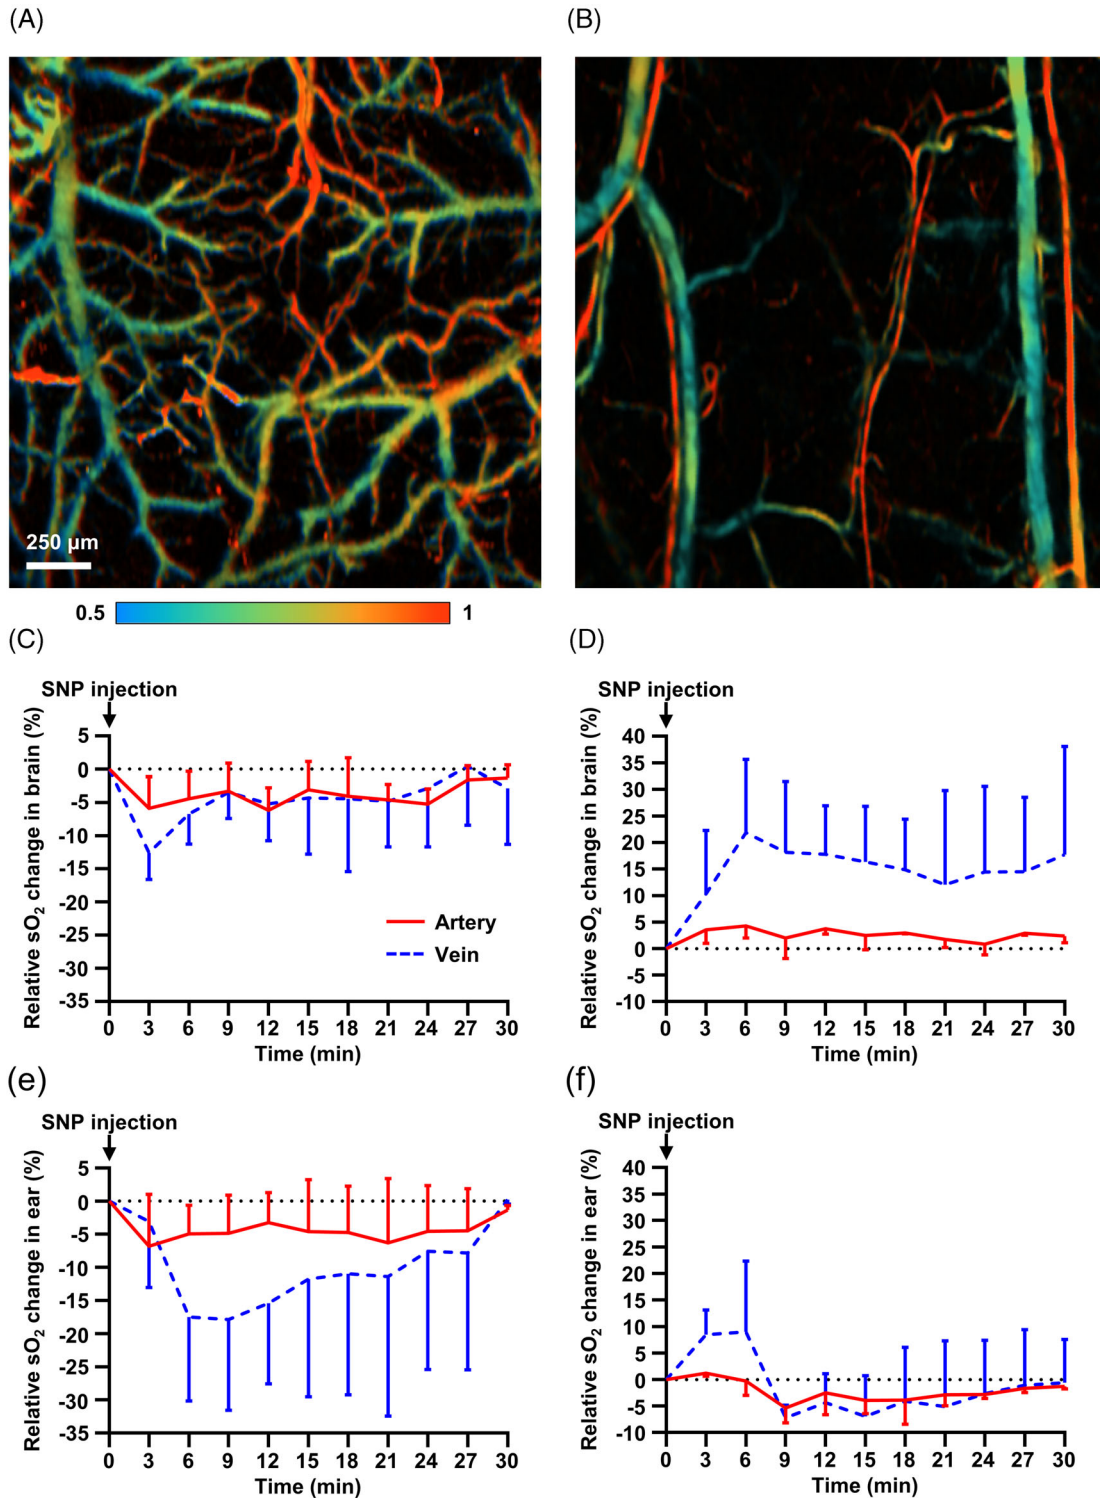 (A)
(B)
250 µm
0.5
1
(C)
(D)
SNP injection
SNP injection
Relative sO2 change in brain (%)
5
0
-5
-10
-15
-20
-25
-30
-35
Artery
Vein
0 3 6 9 12 15 18 21 24 27 30
Time (min)
Relative sO2 change in brain (%)
40
35
30
25
20
15
10
5
0
-5
-10
0 3 6 9 12 15 18 21 24 27 30
Time (min)
(e)
(f)
SNP injection
SNP injection
Relative sO2 change in ear (%)
5
0
-5
-10
-15
-20
-25
-30
-35
0 3 6 9 12 15 18 21 24 27 30
Time (min)
Relative sO2 change in ear (%)
40
35
30
25
20
15
10
5
0
-5
-10
0 3 6 9 12 15 18 21 24 27 30
Time (min)